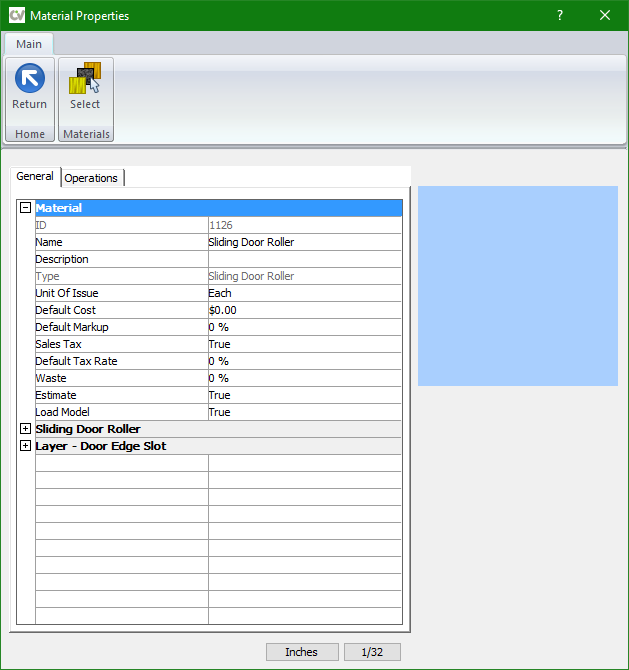 CV Material Properties ?
Main
Return
Select
Home
Materials
General Operations
Material
ID 1126
Name Sliding Door Roller
Description
Type Sliding Door Roller
Unit Of Issue Each
Default Cost $0.00
Default Markup 0 %
Sales Tax True
Default Tax Rate 0 %
Waste 0 %
Estimate True
Load Model True
Sliding Door Roller
Layer - Door Edge Slot
Inches 1/32